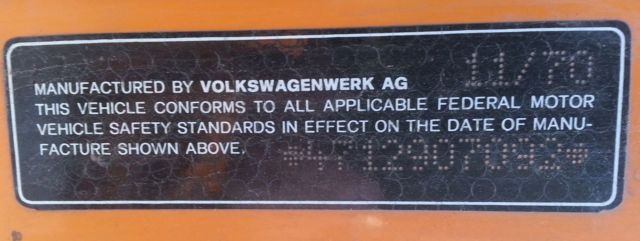 11/70
MANUFACTURED BY VOLKSWAGENWERK AG
THIS VEHICLE CONFORMS TO ALL APPLICABLE FEDERAL MOTOR
VEHICLE SAFETY STANDARDS IN EFFECT ON THE DATE OF MANU-
FACTURE SHOWN ABOVE. *4712907092*